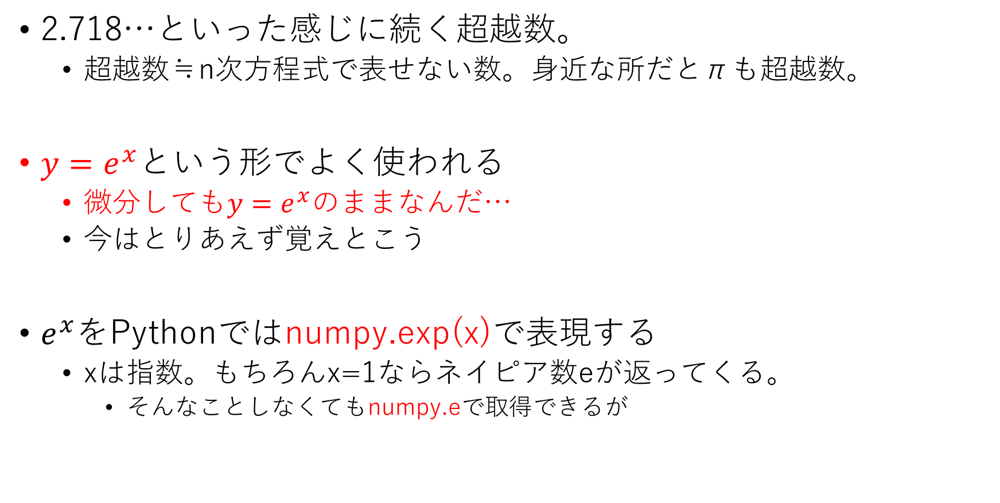 • 2.718…といった感じに続く超越数。
• 超越数≒n次方程式で表せない数。身近な所だとπも超越数。
• y = e^x という形でよく使われる
• 微分してもy = e^x のままなんだ…
• 今はとりあえず覚えとこう
• e^x をPythonではnumpy.exp(x)で表現する
• xは指数。もちろんx=1ならネイピア数eが返ってくる。
• そんなことしなくてもnumpy.eで取得できるが